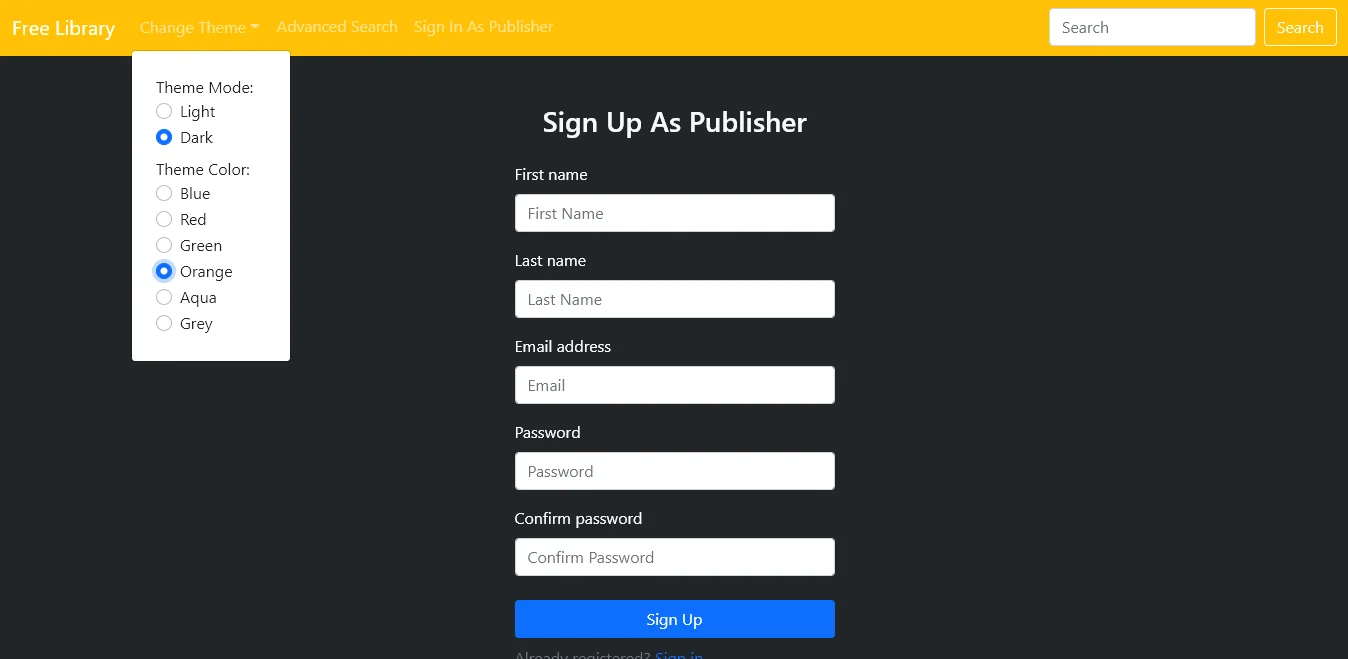 Free Library Change Theme Advanced Search Sign In As Publisher Search Search
Theme Mode:
Light
Dark
Theme Color:
Blue
Red
Green
Orange
Aqua
Grey
Sign Up As Publisher
First name
First Name
Last name
Last Name
Email address
Email
Password
Password
Confirm password
Confirm Password
Sign Up
Already registered? Sign in